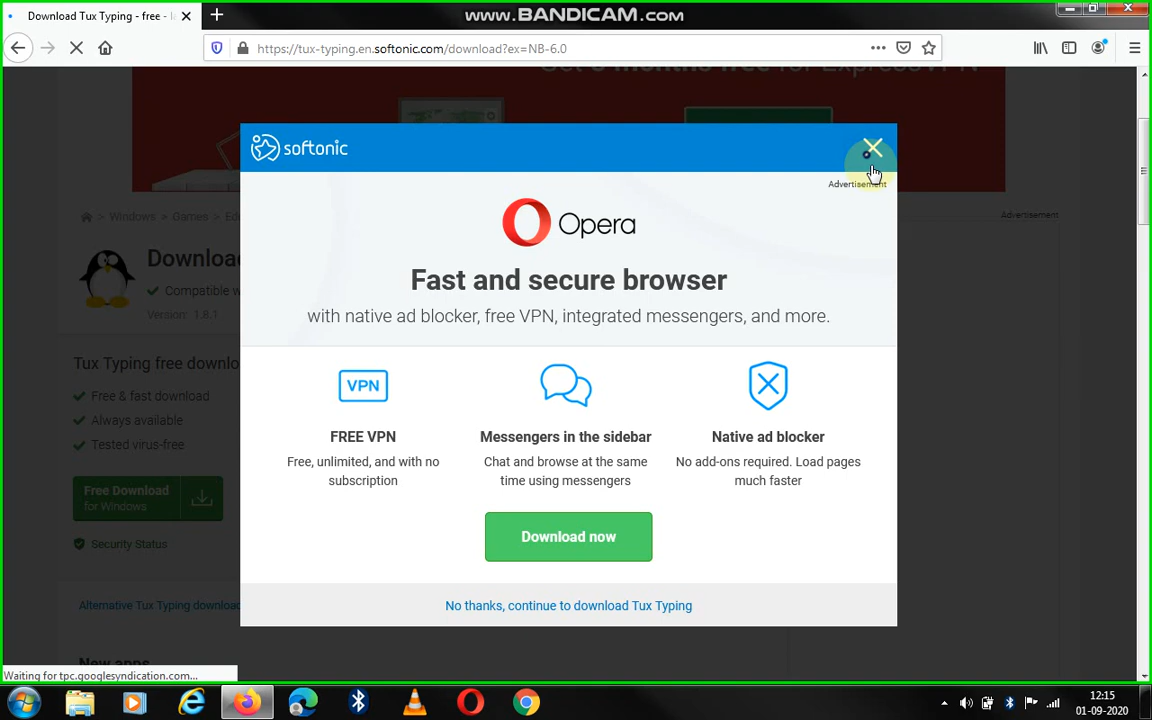 Download Tux Typing - free - l
www.BANDICAM.com
https://tux-typing.en.softonic.com/download?ex=NB-6.0
softonic
Advertisement
Opera
Fast and secure browser
with native ad blocker, free VPN, integrated messengers, and more.
VPN
FREE VPN
Messengers in the sidebar
Native ad blocker
Free, unlimited, and with no
subscription
Chat and browse at the same
time using messengers
No add-ons required. Load pages
much faster
Download now
No thanks, continue to download Tux Typing
Windows > Games > Ed
Advertisement
Downloa
Compatible w
Version: 1.8.1
Tux Typing free downlo
Free & fast download
Always available
Tested virus-free
Free Download
for Windows
Security Status
Alternative Tux Typing download
New apps
Waiting for tpc.googlesyndication.com...
12:15
01-09-2020